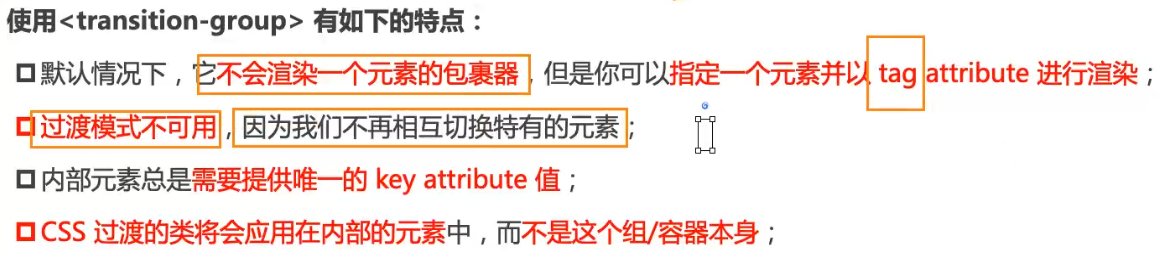 使用<transition-group> 有如下的特点：
默认情况下，它不会渲染一个元素的包裹器，但是你可以指定一个元素并以 tag attribute 进行渲染；
过渡模式不可用，因为我们不再相互切换特有的元素；
内部元素总是需要提供唯一的 key attribute 值；
CSS 过渡的类将会应用在内部的元素中，而不是这个组/容器本身；